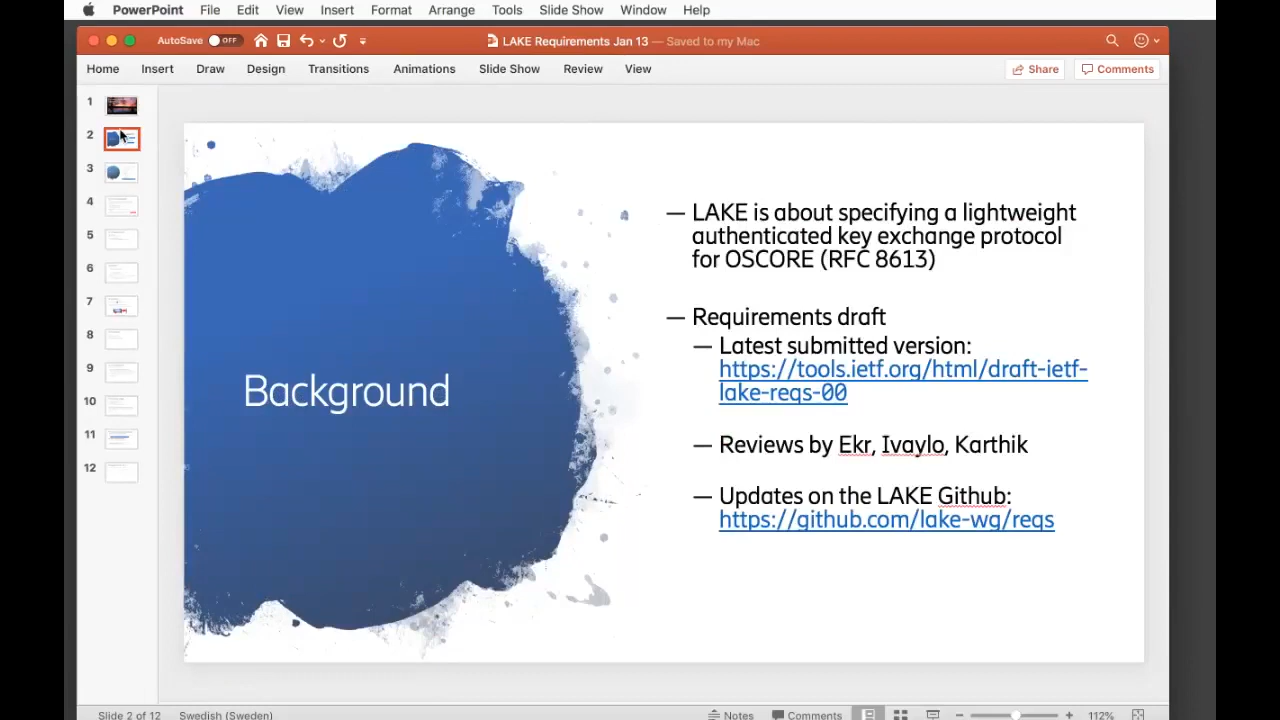 PowerPoint File Edit View Insert Format Arrange Tools Slide Show Window Help
AutoSave OFF LAKE Requirements Jan 13 — Saved to my Mac
Home Insert Draw Design Transitions Animations Slide Show Review View Share Comments
1
2
3
4
5
6
7
8
9
10
11
12
Background
— LAKE is about specifying a lightweight
authenticated key exchange protocol
for OSCORE (RFC 8613)
— Requirements draft
— Latest submitted version:
https://tools.ietf.org/html/draft-ietf-
lake-reqs-00
— Reviews by Ekr, Ivaylo, Karthik
— Updates on the LAKE Github:
https://github.com/lake-wg/reqs
Slide 2 of 12 Swedish (Sweden) Notes Comments 112%